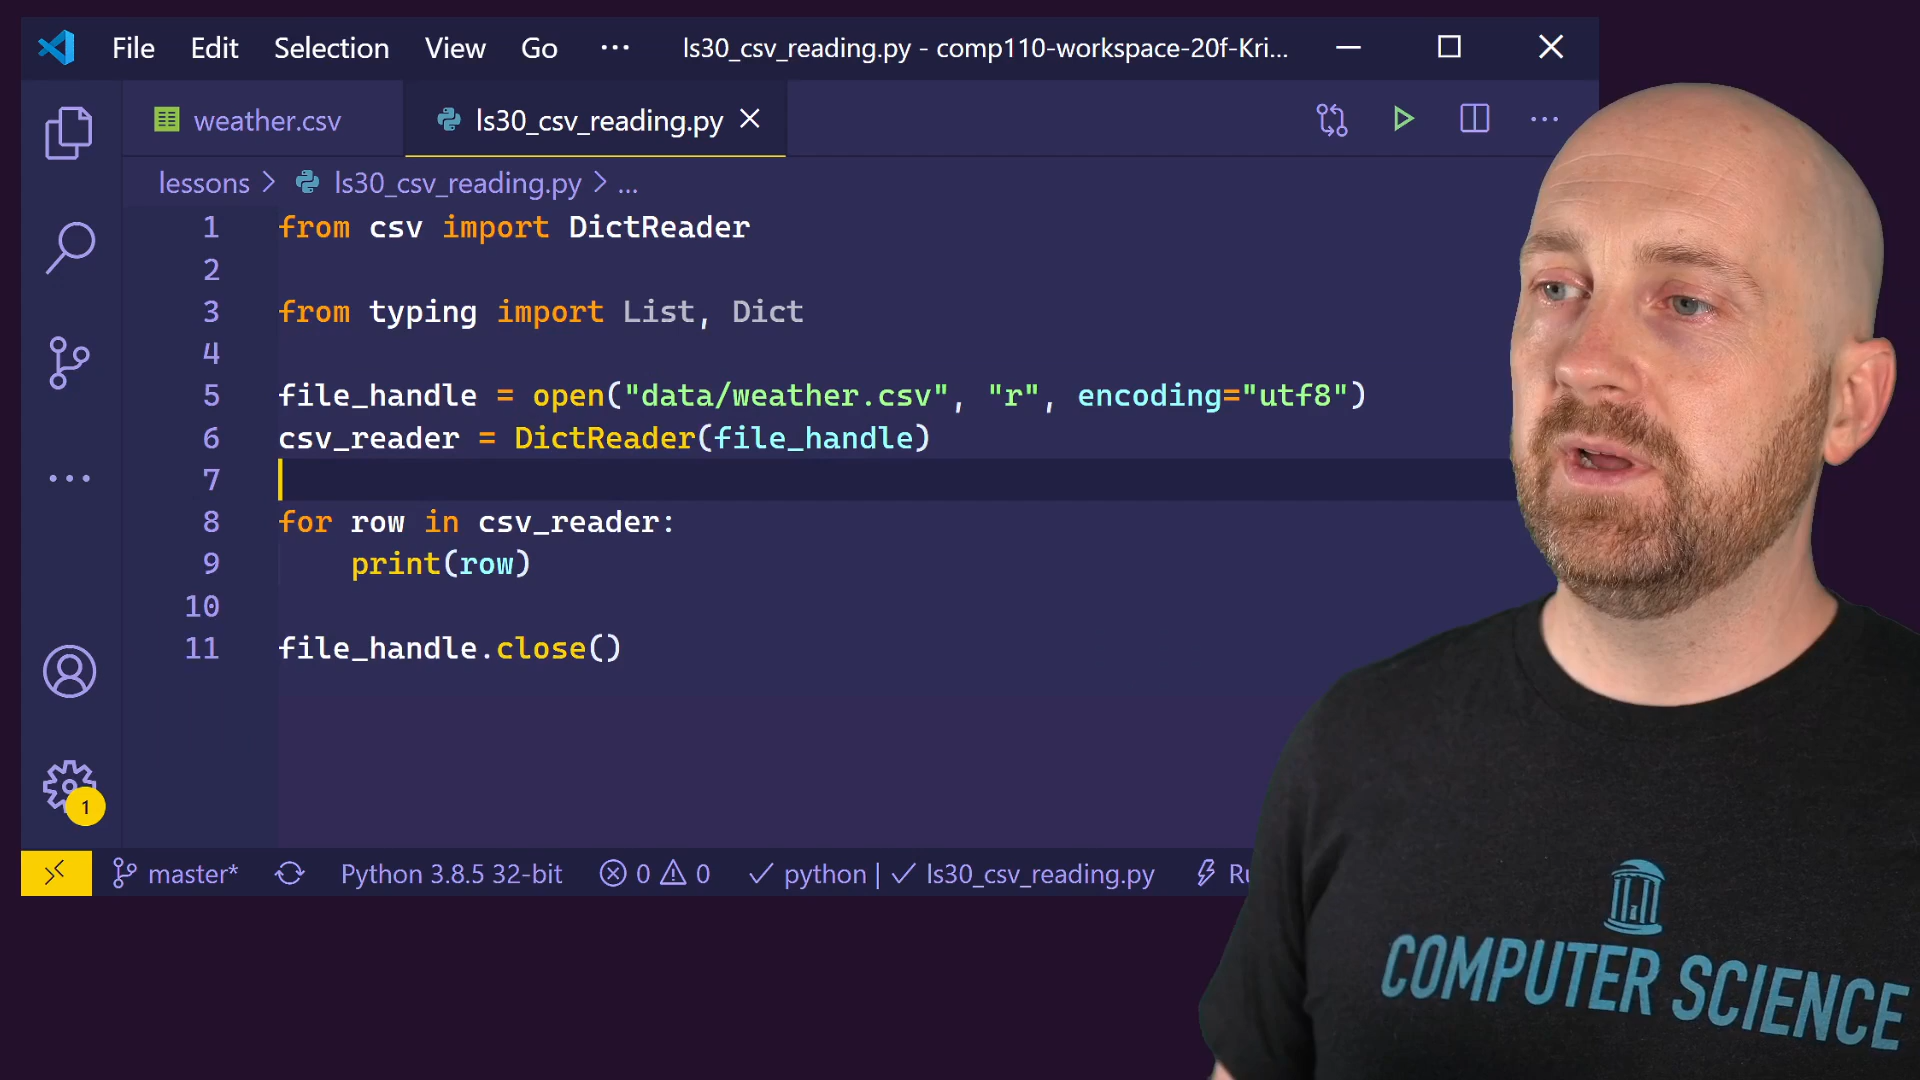 File Edit Selection View Go ··· ls30_csv_reading.py - comp110-workspace-20f-Kri...
weather.csv ls30_csv_reading.py
lessons > ls30_csv_reading.py > ...
1 from csv import DictReader
2
3 from typing import List, Dict
4
5 file_handle = open("data/weather.csv", "r", encoding="utf8")
6 csv_reader = DictReader(file_handle)
7
8 for row in csv_reader:
9 print(row)
10
11 file_handle.close()
1
master* Python 3.8.5 32-bit 0 0 python | ls30_csv_reading.py
COMPUTER SCIENCE